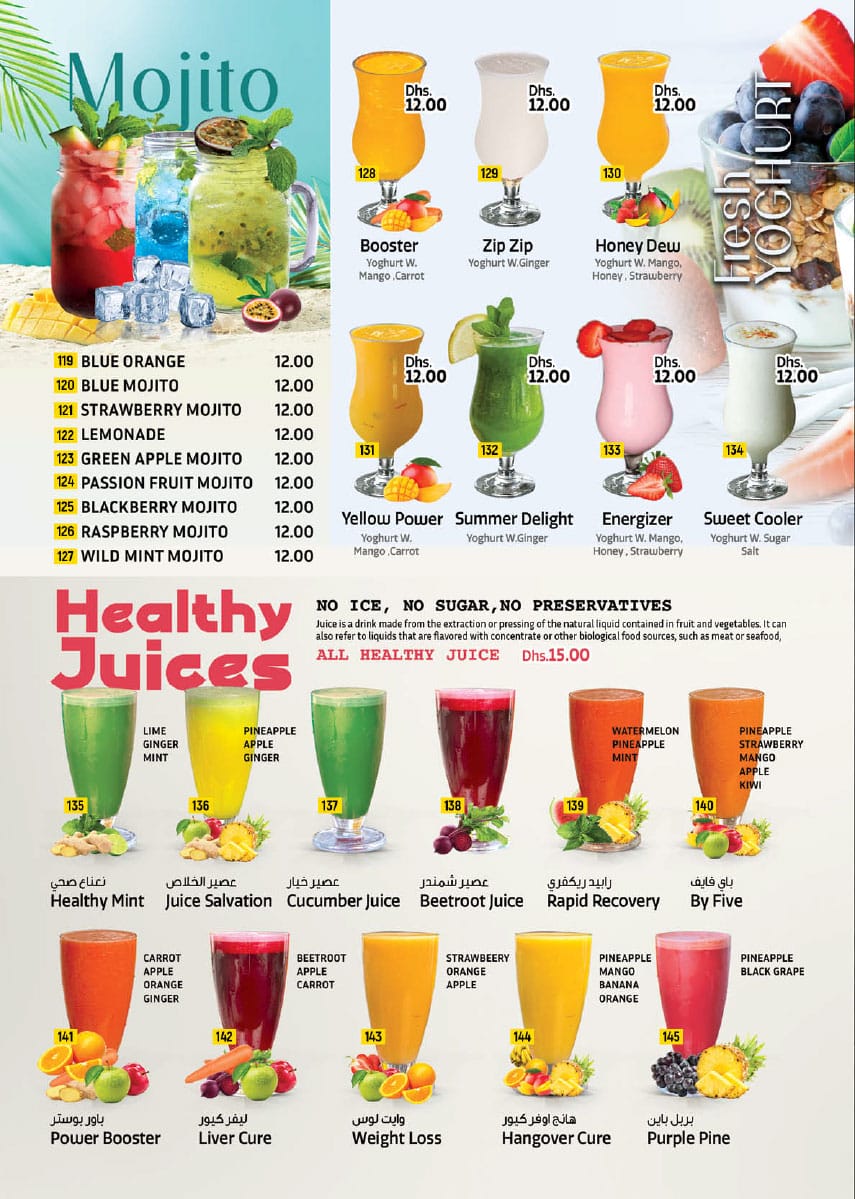 Mojito
119 BLUE ORANGE 12.00
120 BLUE MOJITO 12.00
121 STRAWBERRY MOJITO 12.00
122 LEMONADE 12.00
123 GREEN APPLE MOJITO 12.00
124 PASSION FRUIT MOJITO 12.00
125 BLACKBERRY MOJITO 12.00
126 RASPBERRY MOJITO 12.00
127 WILD MINT MOJITO 12.00
Fresh
YOGHURT
Dhs.
12.00
128
Booster
Yoghurt W.
Mango ,Carrot
Dhs.
12.00
129
Zip Zip
Yoghurt W.Ginger
Dhs.
12.00
130
Honey Dew
Yoghurt W. Mango,
Honey , Strawberry
Dhs.
12.00
131
Yellow Power
Yoghurt W.
Mango ,Carrot
Dhs.
12.00
132
Summer Delight
Yoghurt W.Ginger
Dhs.
12.00
133
Energizer
Yoghurt W. Mango,
Honey , Strawberry
Dhs.
12.00
134
Sweet Cooler
Yoghurt W. Sugar
Salt
Healthy
Juices
NO ICE, NO SUGAR,NO PRESERVATIVES
Juice is a drink made from the extraction or pressing of the natural liquid contained in fruit and vegetables. It can
also refer to liquids that are flavored with concentrate or other biological food sources, such as meat or seafood,
ALL HEALTHY JUICE Dhs.15.00
LIME
GINGER
MINT
135
نعناع صحي
Healthy Mint
PINEAPPLE
APPLE
GINGER
136
عصير الخلاص
Juice Salvation
137
عصير خيار
Cucumber Juice
138
عصير شمندر
Beetroot Juice
WATERMELON
PINEAPPLE
MINT
139
رابيد ريكفري
Rapid Recovery
PINEAPPLE
STRAWBERRY
MANGO
APPLE
KIWI
140
باي فايف
By Five
CARROT
APPLE
ORANGE
GINGER
141
باور بوستر
Power Booster
BEETROOT
APPLE
CARROT
142
ليفر كيور
Liver Cure
STRAWBEERY
ORANGE
APPLE
143
وايت لوس
Weight Loss
PINEAPPLE
MANGO
BANANA
ORANGE
144
هانج اوفر كيور
Hangover Cure
PINEAPPLE
BLACK GRAPE
145
بربل باين
Purple Pine